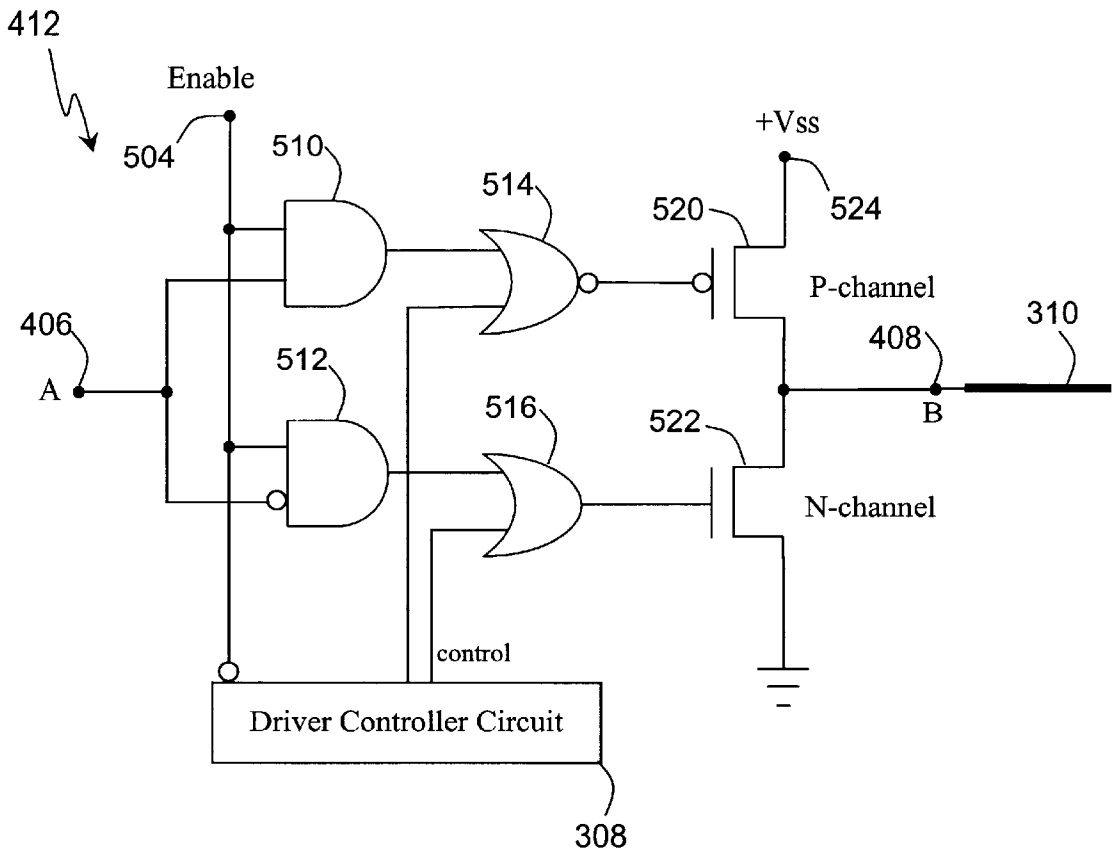 412
Enable
504
510
514
+Vss
524
520
P-channel
406
A
512
408
310
B
516
522
N-channel
control
Driver Controller Circuit
308